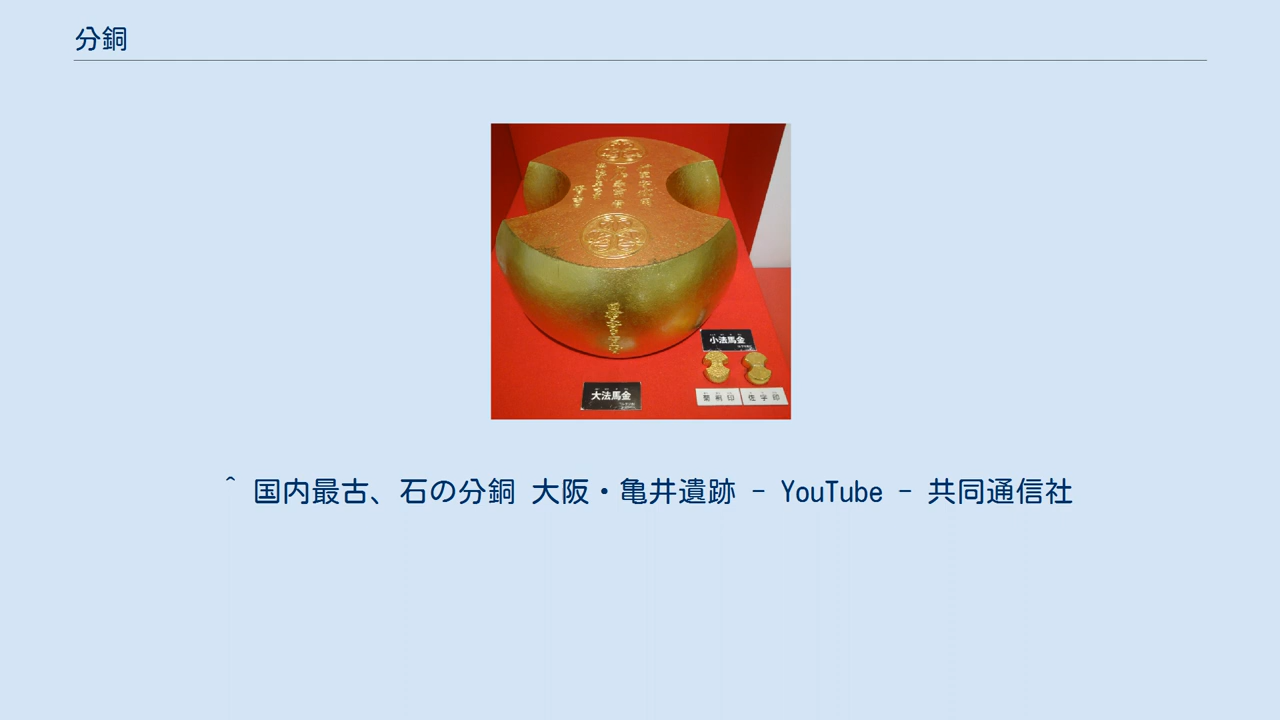 分銅
大法馬金
小法馬金
^ 国内最古、石の分銅 大阪・亀井遺跡 - YouTube - 共同通信社